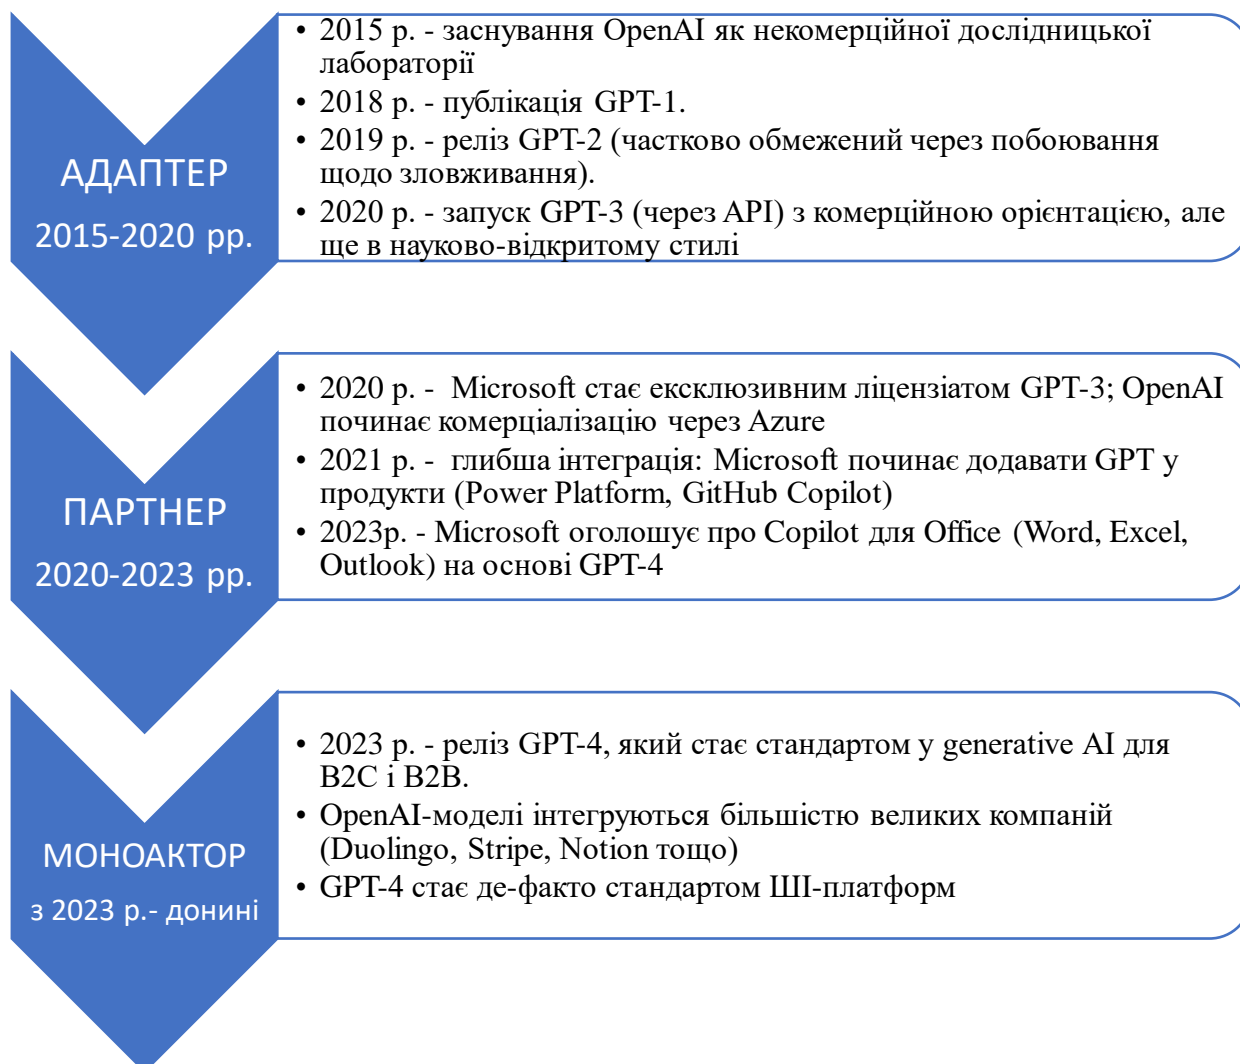 АДАПТЕР
2015-2020 рр.
• 2015 р. - заснування OpenAI як некомерційної дослідницької
лабораторії
• 2018 р. - публікація GPT-1.
• 2019 р. - реліз GPT-2 (частково обмежений через побоювання
щодо зловживання).
• 2020 р. - запуск GPT-3 (через API) з комерційною орієнтацією, але
ще в науково-відкритому стилі
ПАРТНЕР
2020-2023 рр.
• 2020 р. - Microsoft стає ексклюзивним ліцензіатом GPT-3; OpenAI
починає комерціалізацію через Azure
• 2021 р. - глибша інтеграція: Microsoft починає додавати GPT у
продукти (Power Platform, GitHub Copilot)
• 2023р. - Microsoft оголошує про Copilot для Office (Word, Excel,
Outlook) на основі GPT-4
МОНОАКТОР
з 2023 р.- донині
• 2023 р. - реліз GPT-4, який стає стандартом у generative AI для
B2C і B2B.
• OpenAI-моделі інтегруються більшістю великих компаній
(Duolingo, Stripe, Notion тощо)
• GPT-4 стає де-факто стандартом ШІ-платформ